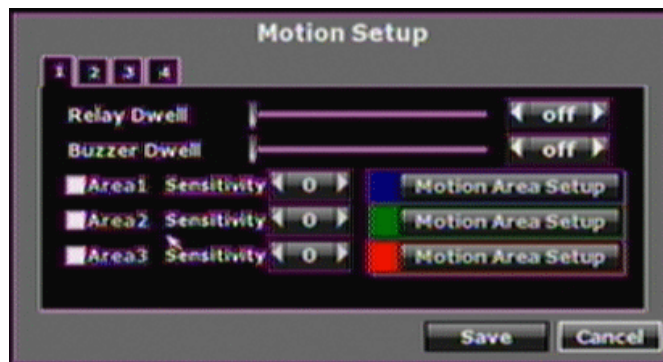 Motion Setup
1 2 3 4
Relay Dwell off
Buzzer Dwell off
Area1 Sensitivity 0 Motion Area Setup
Area2 Sensitivity 0 Motion Area Setup
Area3 Sensitivity 0 Motion Area Setup
Save Cancel